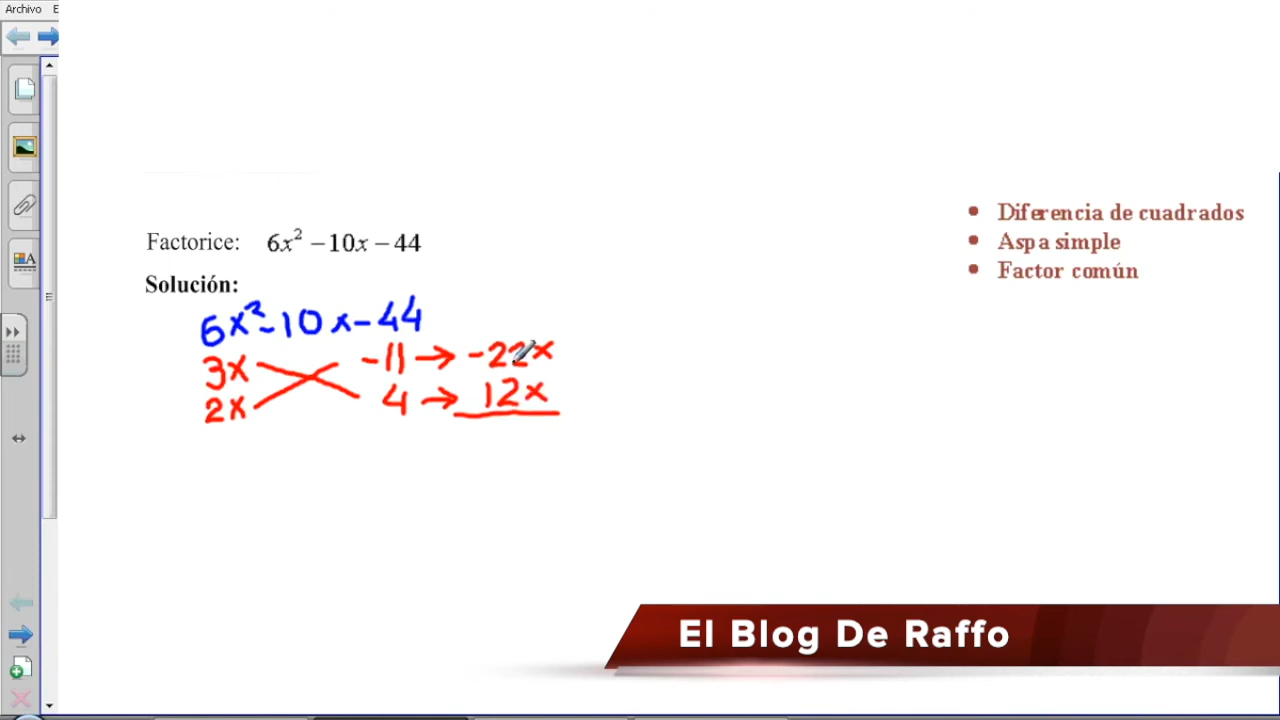 Archivo E
• Diferencia de cuadrados
• Aspa simple
• Factor común
Factorice: 6x² − 10x − 44
Solución:
6x² - 10x - 44
3x -11 → -22x
2x 4 → 12x
El Blog De Raffo